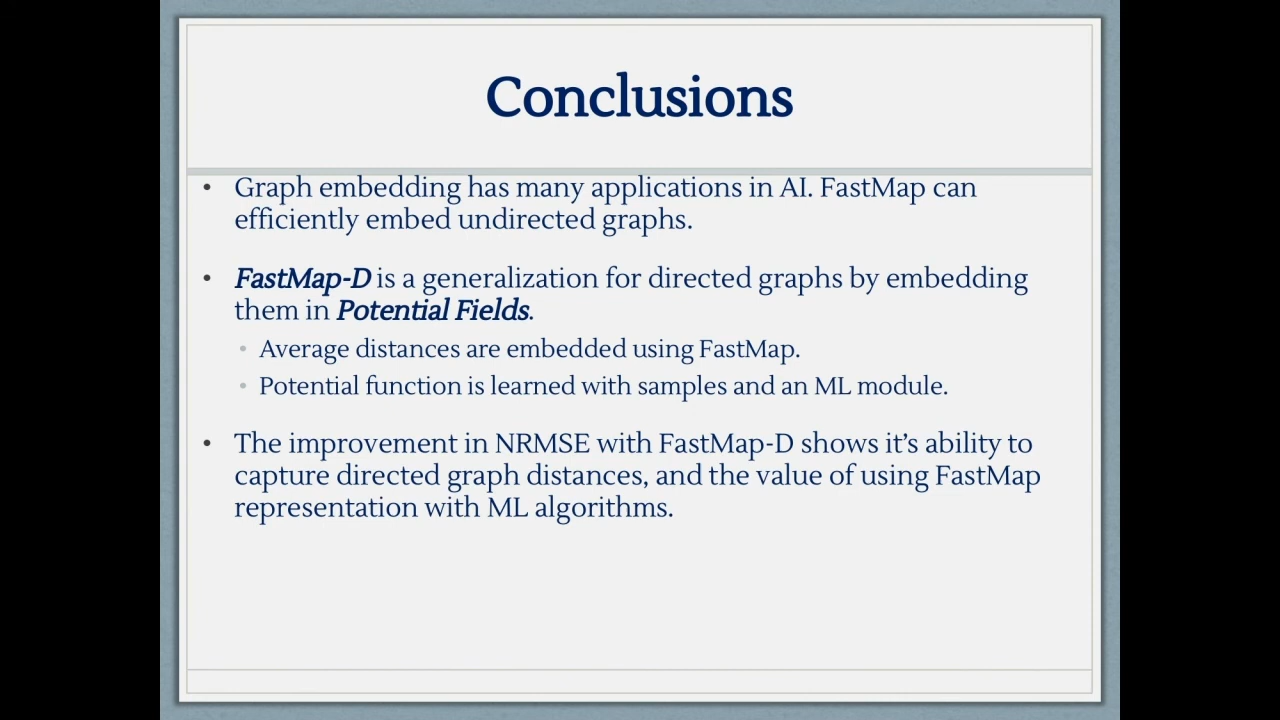 Conclusions
• Graph embedding has many applications in AI. FastMap can
efficiently embed undirected graphs.
• FastMap-D is a generalization for directed graphs by embedding
them in Potential Fields.
• Average distances are embedded using FastMap.
• Potential function is learned with samples and an ML module.
• The improvement in NRMSE with FastMap-D shows it’s ability to
capture directed graph distances, and the value of using FastMap
representation with ML algorithms.